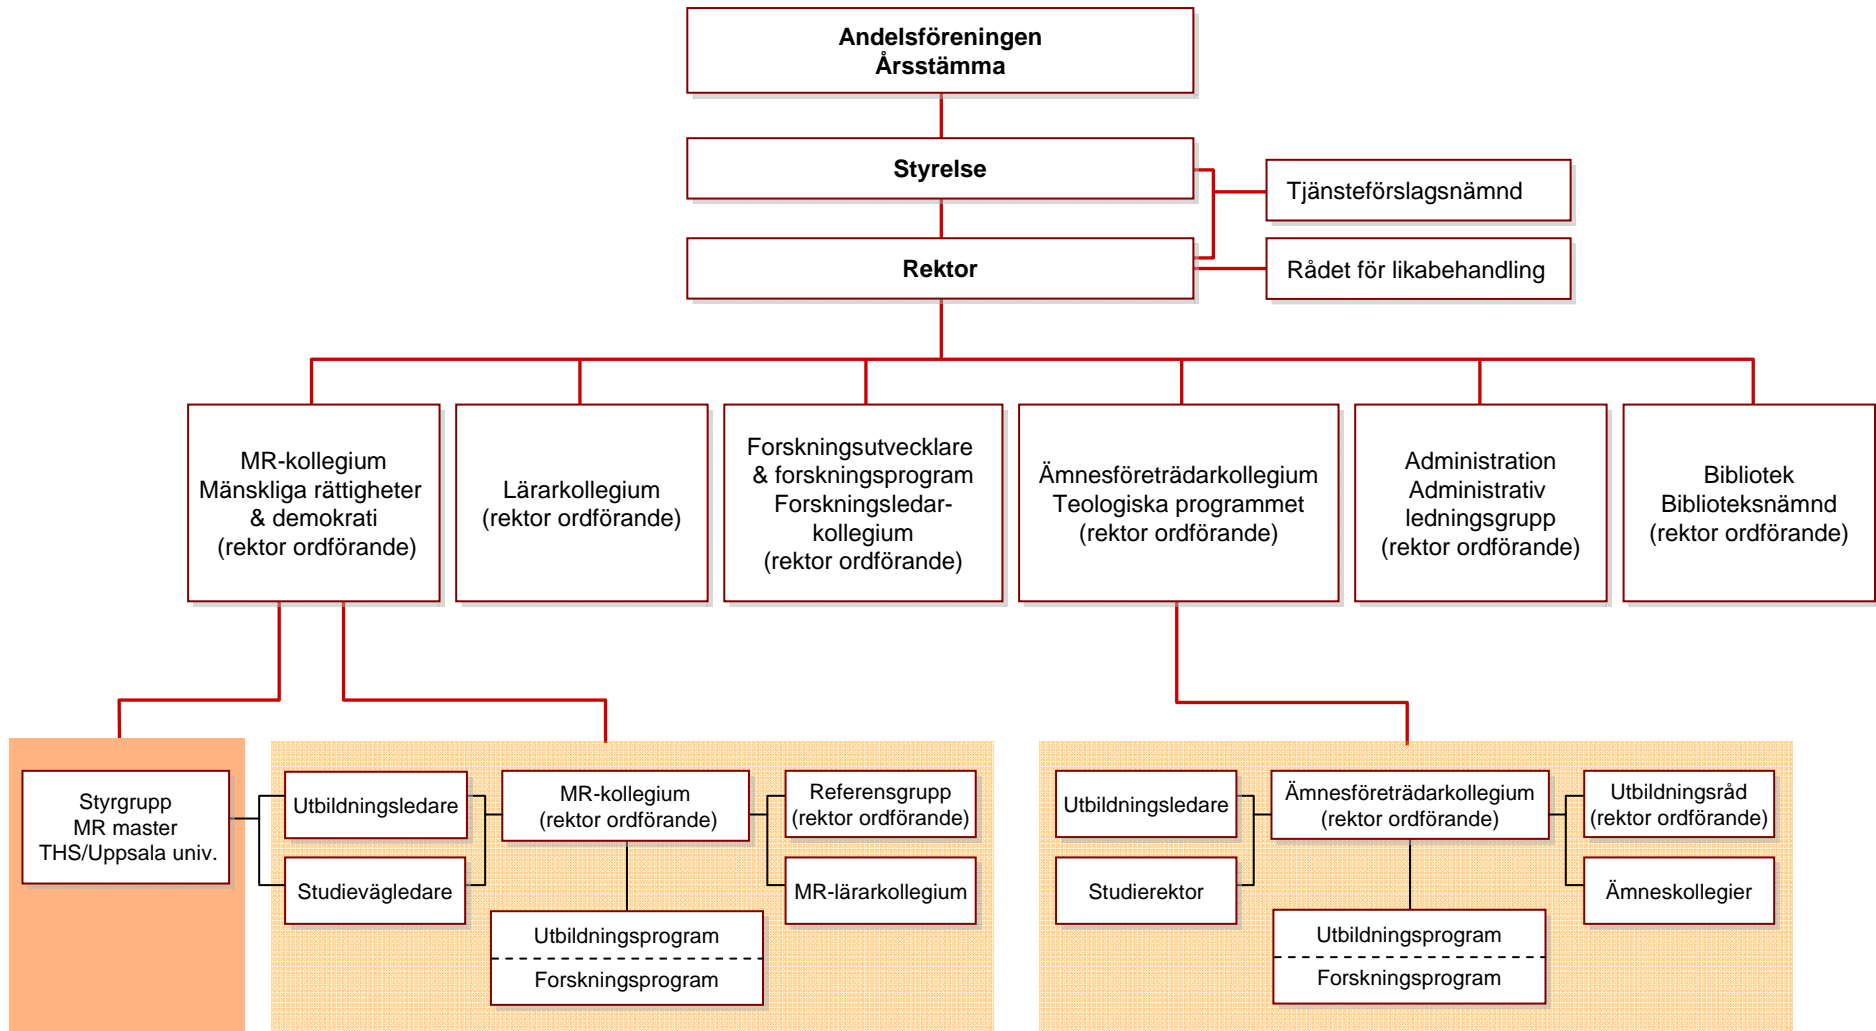 Andelsföreningen
Årsstämma
Styrelse
Tjänsteförslagsnämnd
Rektor
Rådet för likabehandling
MR-kollegium
Mänskliga rättigheter
& demokrati
(rektor ordförande)
Lärarkollegium
(rektor ordförande)
Forskningsutvecklare
& forskningsprogram
Forskningsledar-
kollegium
(rektor ordförande)
Ämnesföreträdarkollegium
Teologiska programmet
(rektor ordförande)
Administration
Administrativ
ledningsgrupp
(rektor ordförande)
Bibliotek
Biblioteksnämnd
(rektor ordförande)
Styrgrupp
MR master
THS/Uppsala univ.
Utbildningsledare
Studievägledare
MR-kollegium
(rektor ordförande)
Utbildningsprogram
Forskningsprogram
Referensgrupp
(rektor ordförande)
MR-lärarkollegium
Utbildningsledare
Studierektor
Ämnesföreträdarkollegium
(rektor ordförande)
Utbildningsprogram
Forskningsprogram
Utbildningsråd
(rektor ordförande)
Ämneskollegier